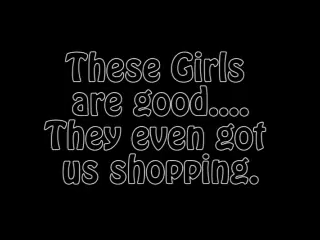 These Girls
are good....
They even got
us shopping.